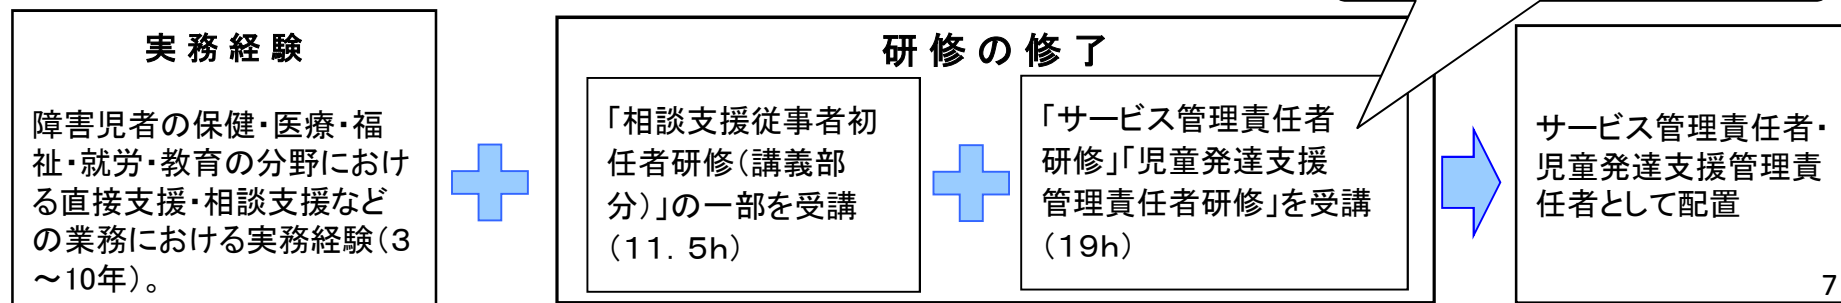 実務経験
障害児者の保健・医療・福
祉・就労・教育の分野におけ
る直接支援・相談支援など
の業務における実務経験(3
~10年)。
研修の修了
「相談支援従事者初
任者研修(講義部
分)」の一部を受講
(11.5h)
「サービス管理責任者
研修」「児童発達支援
管理責任者研修」を受講
(19h)
サービス管理責任者・
児童発達支援管理責
任者として配置
7